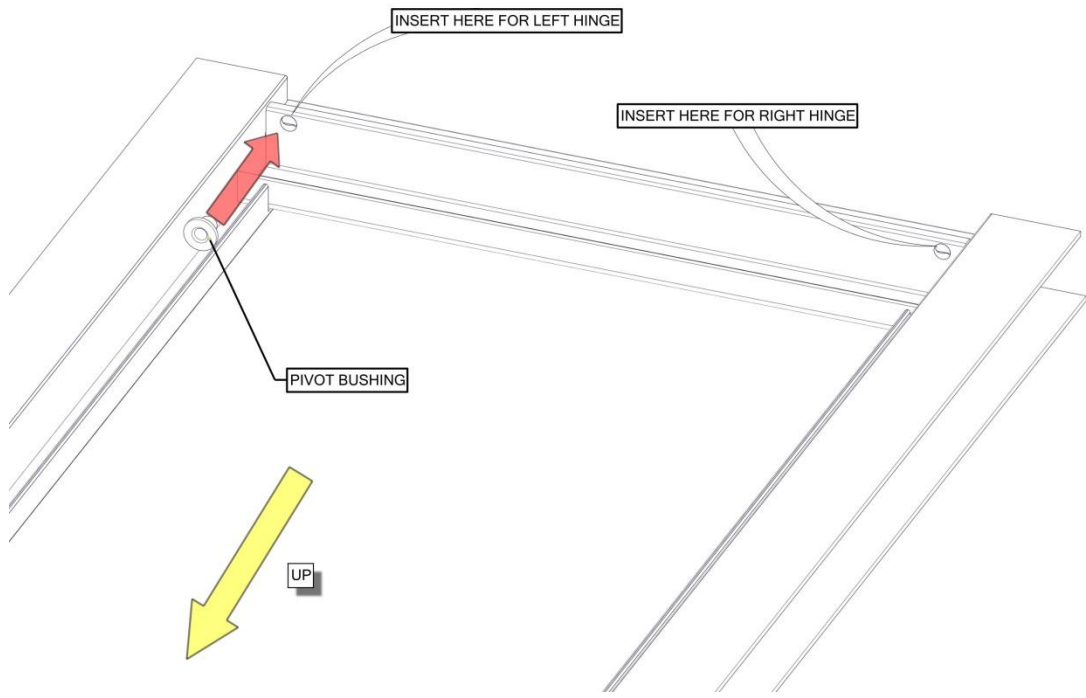 INSERT HERE FOR LEFT HINGE
INSERT HERE FOR RIGHT HINGE
PIVOT BUSHING
UP